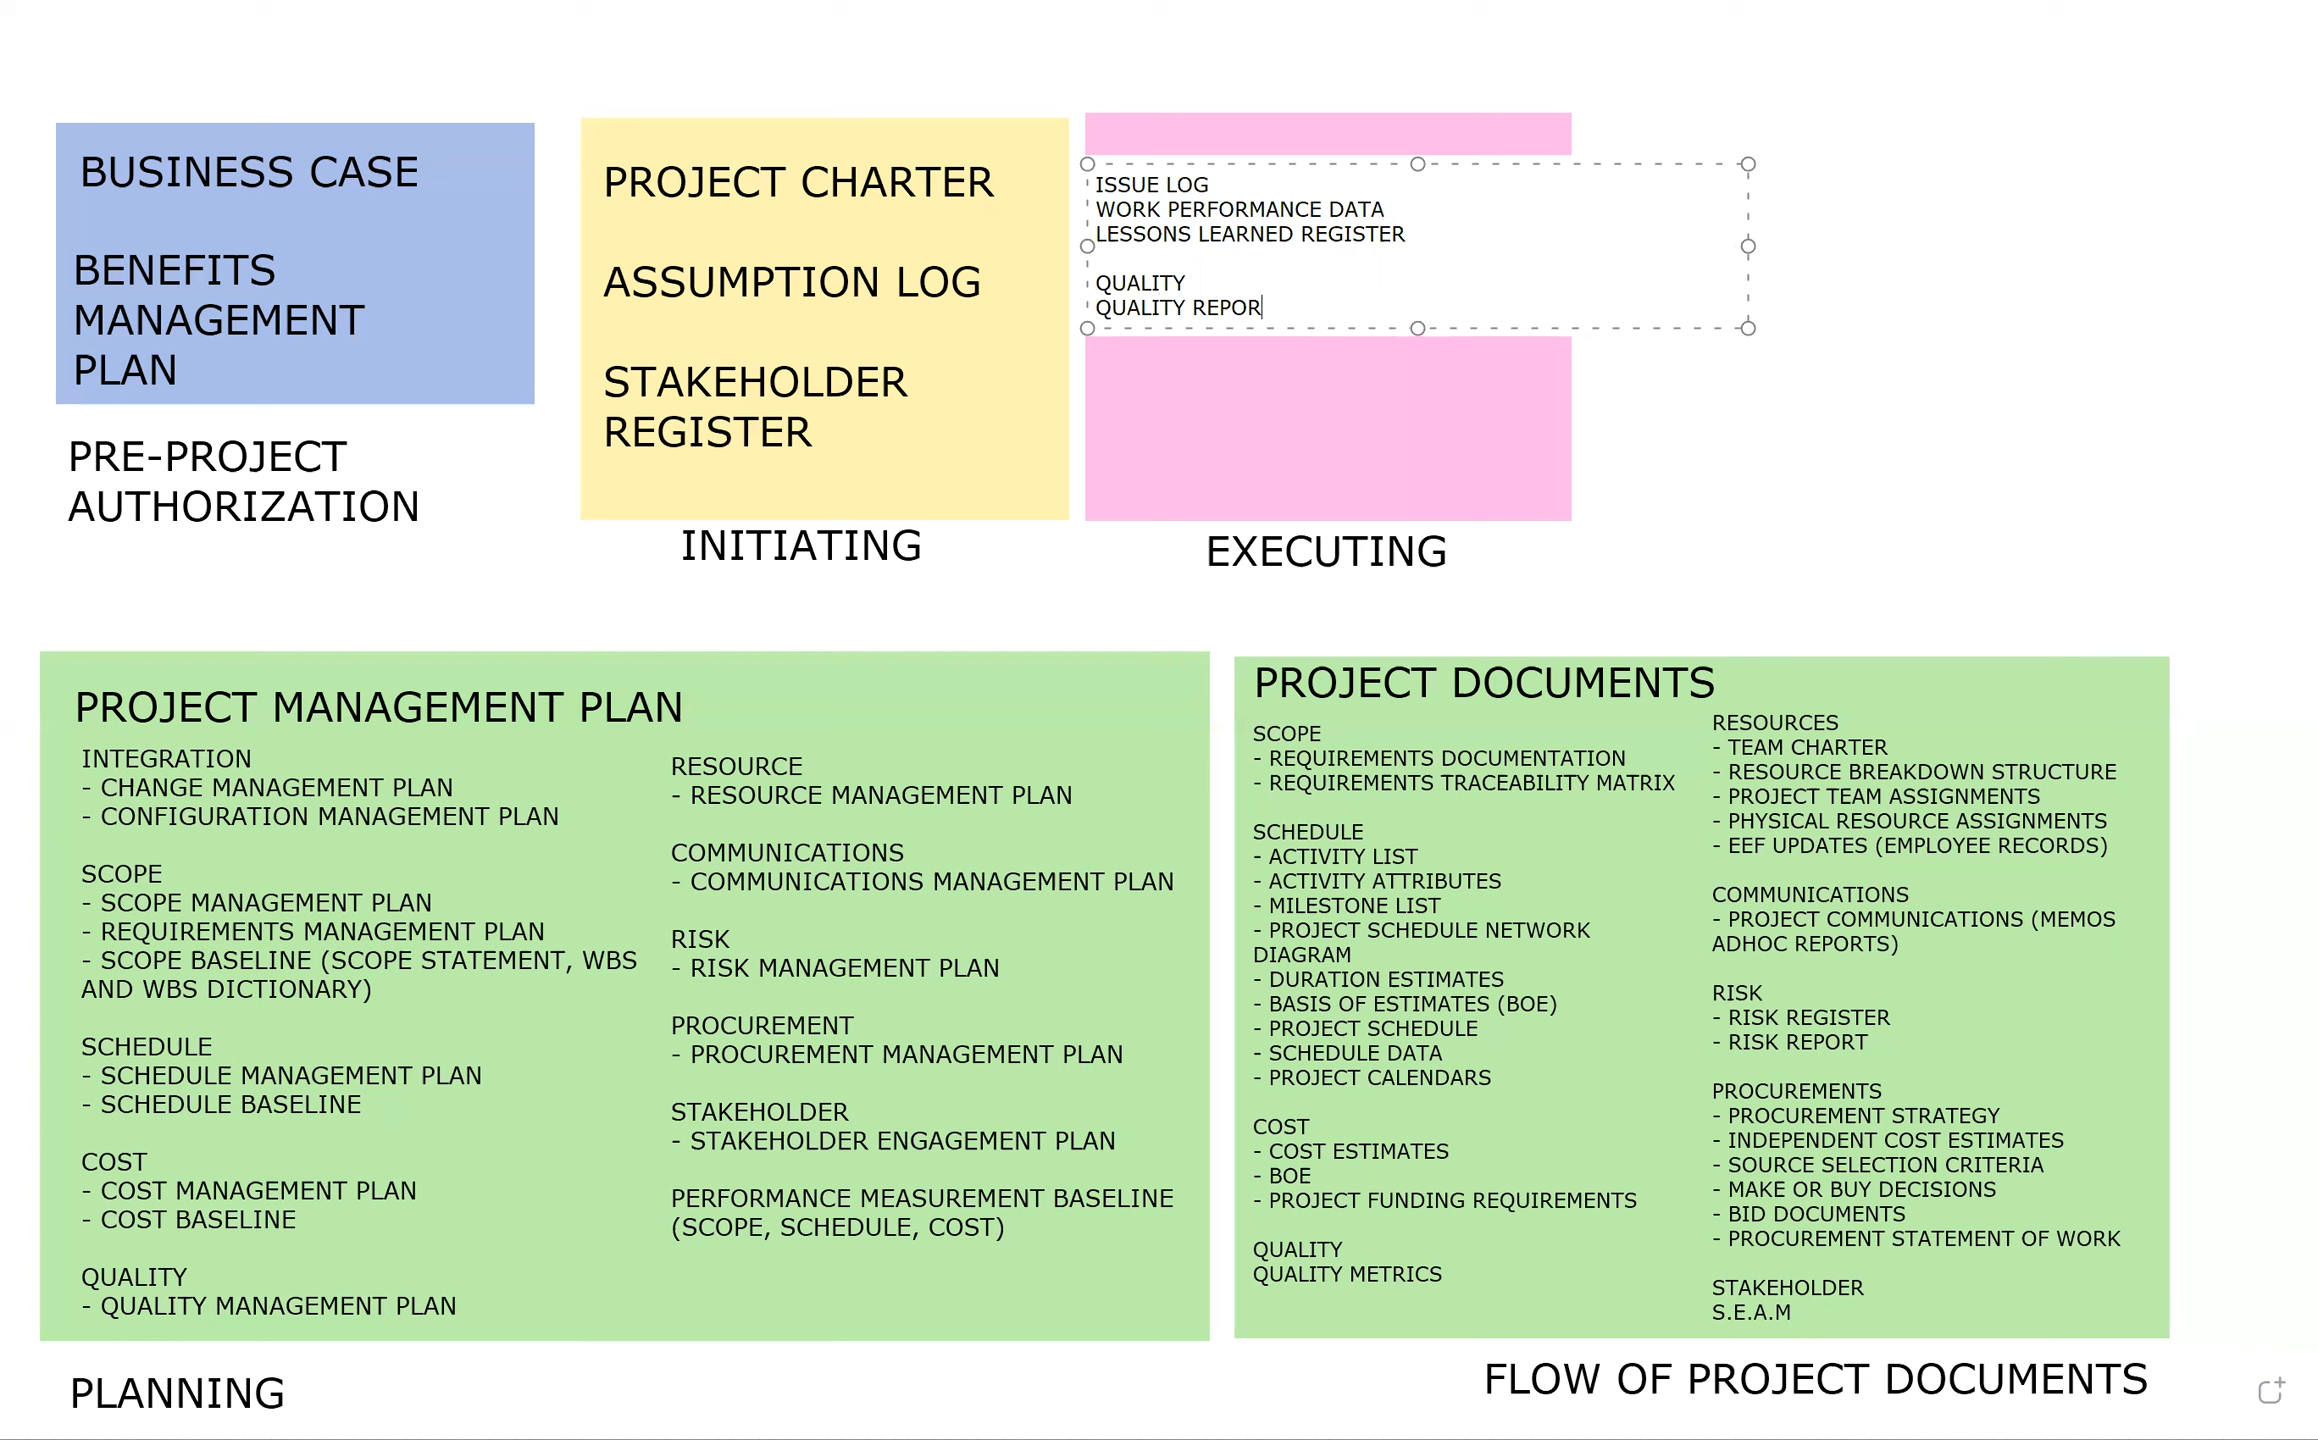 BUSINESS CASE
BENEFITS
MANAGEMENT
PLAN
PRE-PROJECT
AUTHORIZATION
PROJECT CHARTER
ASSUMPTION LOG
STAKEHOLDER
REGISTER
INITIATING
ISSUE LOG
WORK PERFORMANCE DATA
LESSONS LEARNED REGISTER
QUALITY
QUALITY REPOR
EXECUTING
PROJECT MANAGEMENT PLAN
INTEGRATION
- CHANGE MANAGEMENT PLAN
- CONFIGURATION MANAGEMENT PLAN
SCOPE
- SCOPE MANAGEMENT PLAN
- REQUIREMENTS MANAGEMENT PLAN
- SCOPE BASELINE (SCOPE STATEMENT, WBS
AND WBS DICTIONARY)
SCHEDULE
- SCHEDULE MANAGEMENT PLAN
- SCHEDULE BASELINE
COST
- COST MANAGEMENT PLAN
- COST BASELINE
QUALITY
- QUALITY MANAGEMENT PLAN
RESOURCE
- RESOURCE MANAGEMENT PLAN
COMMUNICATIONS
- COMMUNICATIONS MANAGEMENT PLAN
RISK
- RISK MANAGEMENT PLAN
PROCUREMENT
- PROCUREMENT MANAGEMENT PLAN
STAKEHOLDER
- STAKEHOLDER ENGAGEMENT PLAN
PERFORMANCE MEASUREMENT BASELINE
(SCOPE, SCHEDULE, COST)
PLANNING
PROJECT DOCUMENTS
SCOPE
- REQUIREMENTS DOCUMENTATION
- REQUIREMENTS TRACEABILITY MATRIX
SCHEDULE
- ACTIVITY LIST
- ACTIVITY ATTRIBUTES
- MILESTONE LIST
- PROJECT SCHEDULE NETWORK
DIAGRAM
- DURATION ESTIMATES
- BASIS OF ESTIMATES (BOE)
- PROJECT SCHEDULE
- SCHEDULE DATA
- PROJECT CALENDARS
COST
- COST ESTIMATES
- BOE
- PROJECT FUNDING REQUIREMENTS
QUALITY
QUALITY METRICS
RESOURCES
- TEAM CHARTER
- RESOURCE BREAKDOWN STRUCTURE
- PROJECT TEAM ASSIGNMENTS
- PHYSICAL RESOURCE ASSIGNMENTS
- EEF UPDATES (EMPLOYEE RECORDS)
COMMUNICATIONS
- PROJECT COMMUNICATIONS (MEMOS
ADHOC REPORTS)
RISK
- RISK REGISTER
- RISK REPORT
PROCUREMENTS
- PROCUREMENT STRATEGY
- INDEPENDENT COST ESTIMATES
- SOURCE SELECTION CRITERIA
- MAKE OR BUY DECISIONS
- BID DOCUMENTS
- PROCUREMENT STATEMENT OF WORK
STAKEHOLDER
S.E.A.M
FLOW OF PROJECT DOCUMENTS